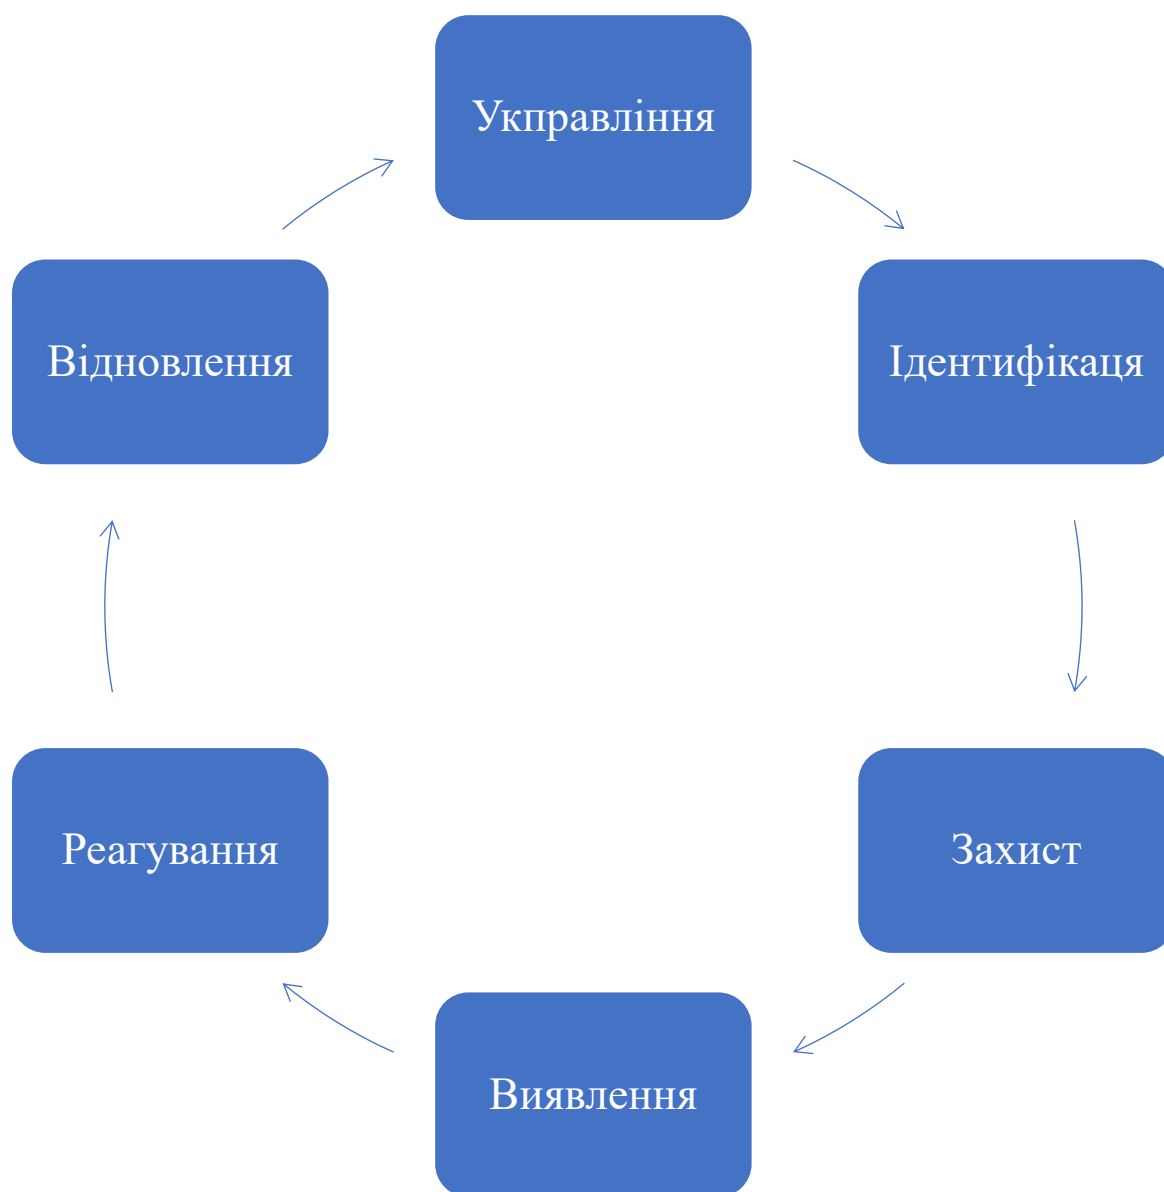 Укправління
Ідентифікаця
Захист
Виявлення
Реагування
Відновлення